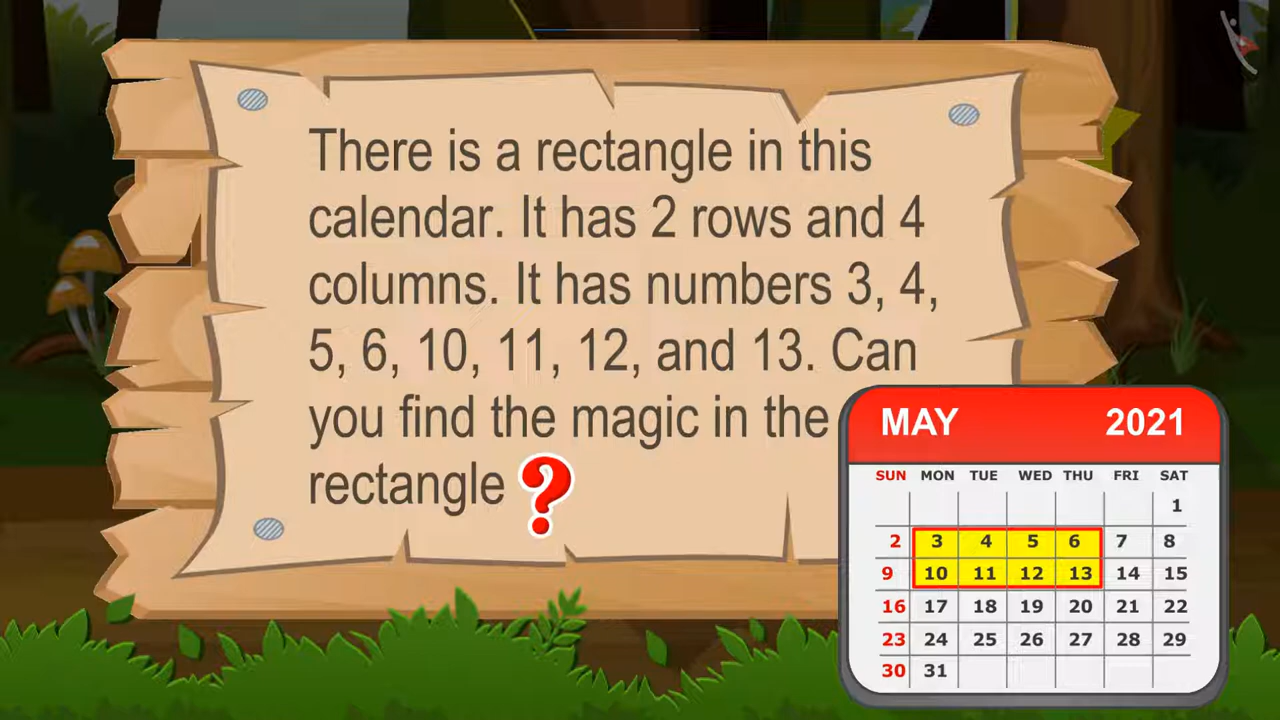 There is a rectangle in this
calendar. It has 2 rows and 4
columns. It has numbers 3, 4,
5, 6, 10, 11, 12, and 13. Can
you find the magic in the
rectangle ?
MAY 2021
SUN MON TUE WED THU FRI SAT
1
2 3 4 5 6 7 8
9 10 11 12 13 14 15
16 17 18 19 20 21 22
23 24 25 26 27 28 29
30 31